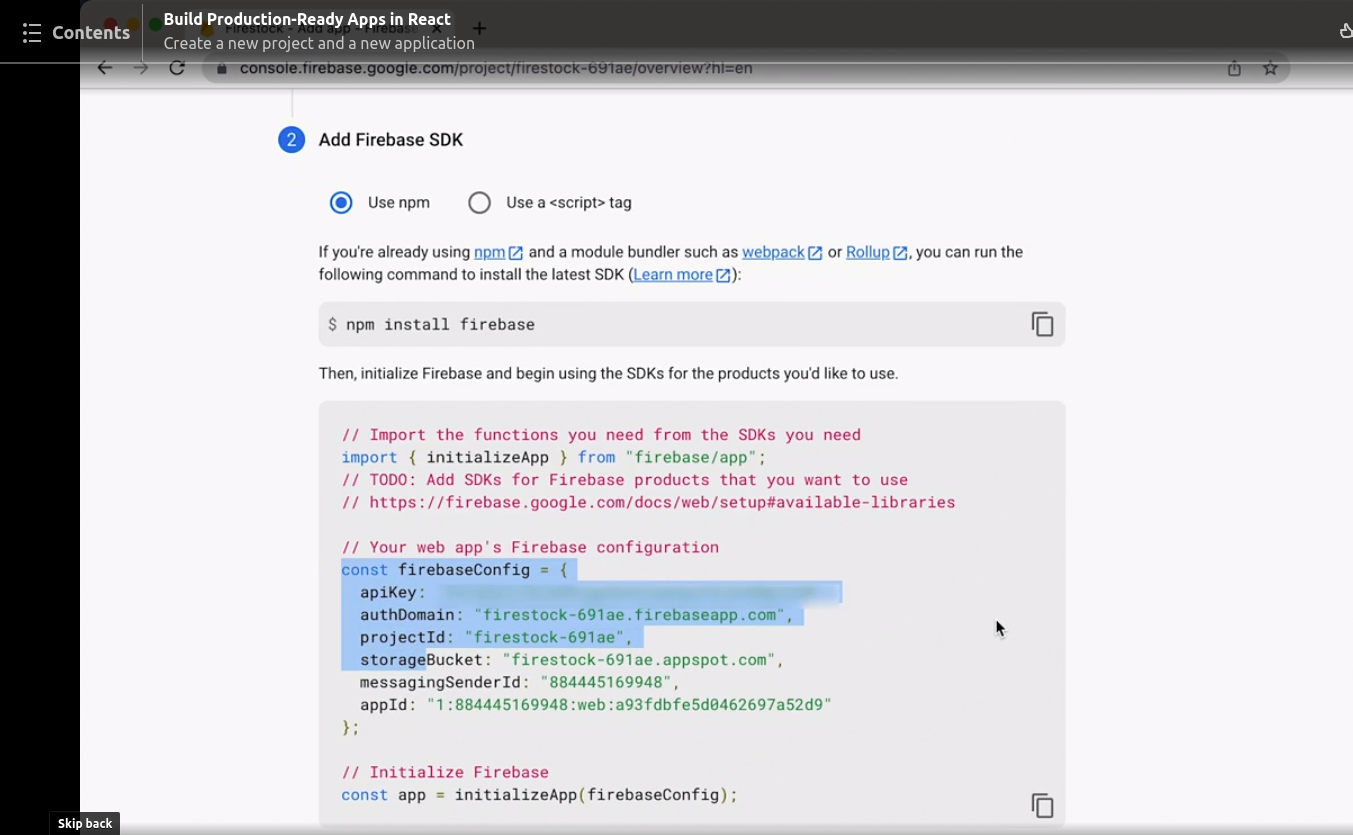 Contents
Build Production-Ready Apps in React
Create a new project and a new application
Firestock - Add app - Firebase
console.firebase.google.com/project/firestock-691ae/overview?hl=en
2 Add Firebase SDK
Use npm Use a <script> tag
If you're already using npm and a module bundler such as webpack or Rollup, you can run the
following command to install the latest SDK (Learn more):
$ npm install firebase
Then, initialize Firebase and begin using the SDKs for the products you'd like to use.
// Import the functions you need from the SDKs you need
import { initializeApp } from "firebase/app";
// TODO: Add SDKs for Firebase products that you want to use
// https://firebase.google.com/docs/web/setup#available-libraries
// Your web app's Firebase configuration
const firebaseConfig = {
apiKey:
authDomain: "firestock-691ae.firebaseapp.com",
projectId: "firestock-691ae",
storageBucket: "firestock-691ae.appspot.com",
messagingSenderId: "884445169948",
appId: "1:884445169948:web:a93fdbfe5d0462697a52d9"
};
// Initialize Firebase
const app = initializeApp(firebaseConfig);
Skip back